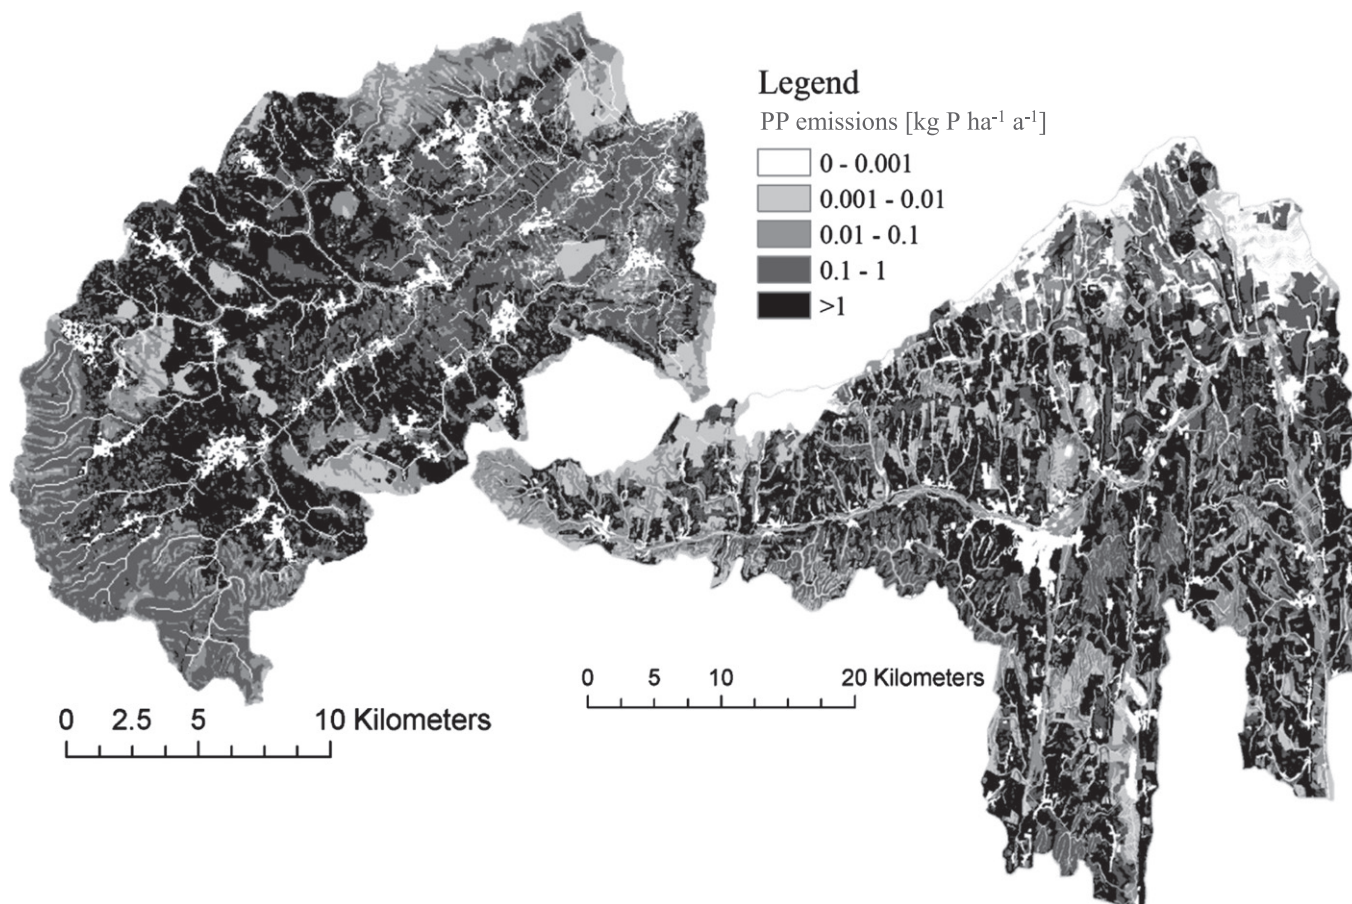 Legend
PP emissions [kg P ha-1 a-1]
0 - 0.001
0.001 - 0.01
0.01 - 0.1
0.1 - 1
>1
0 5 10 20 Kilometers
0 2.5 5 10 Kilometers